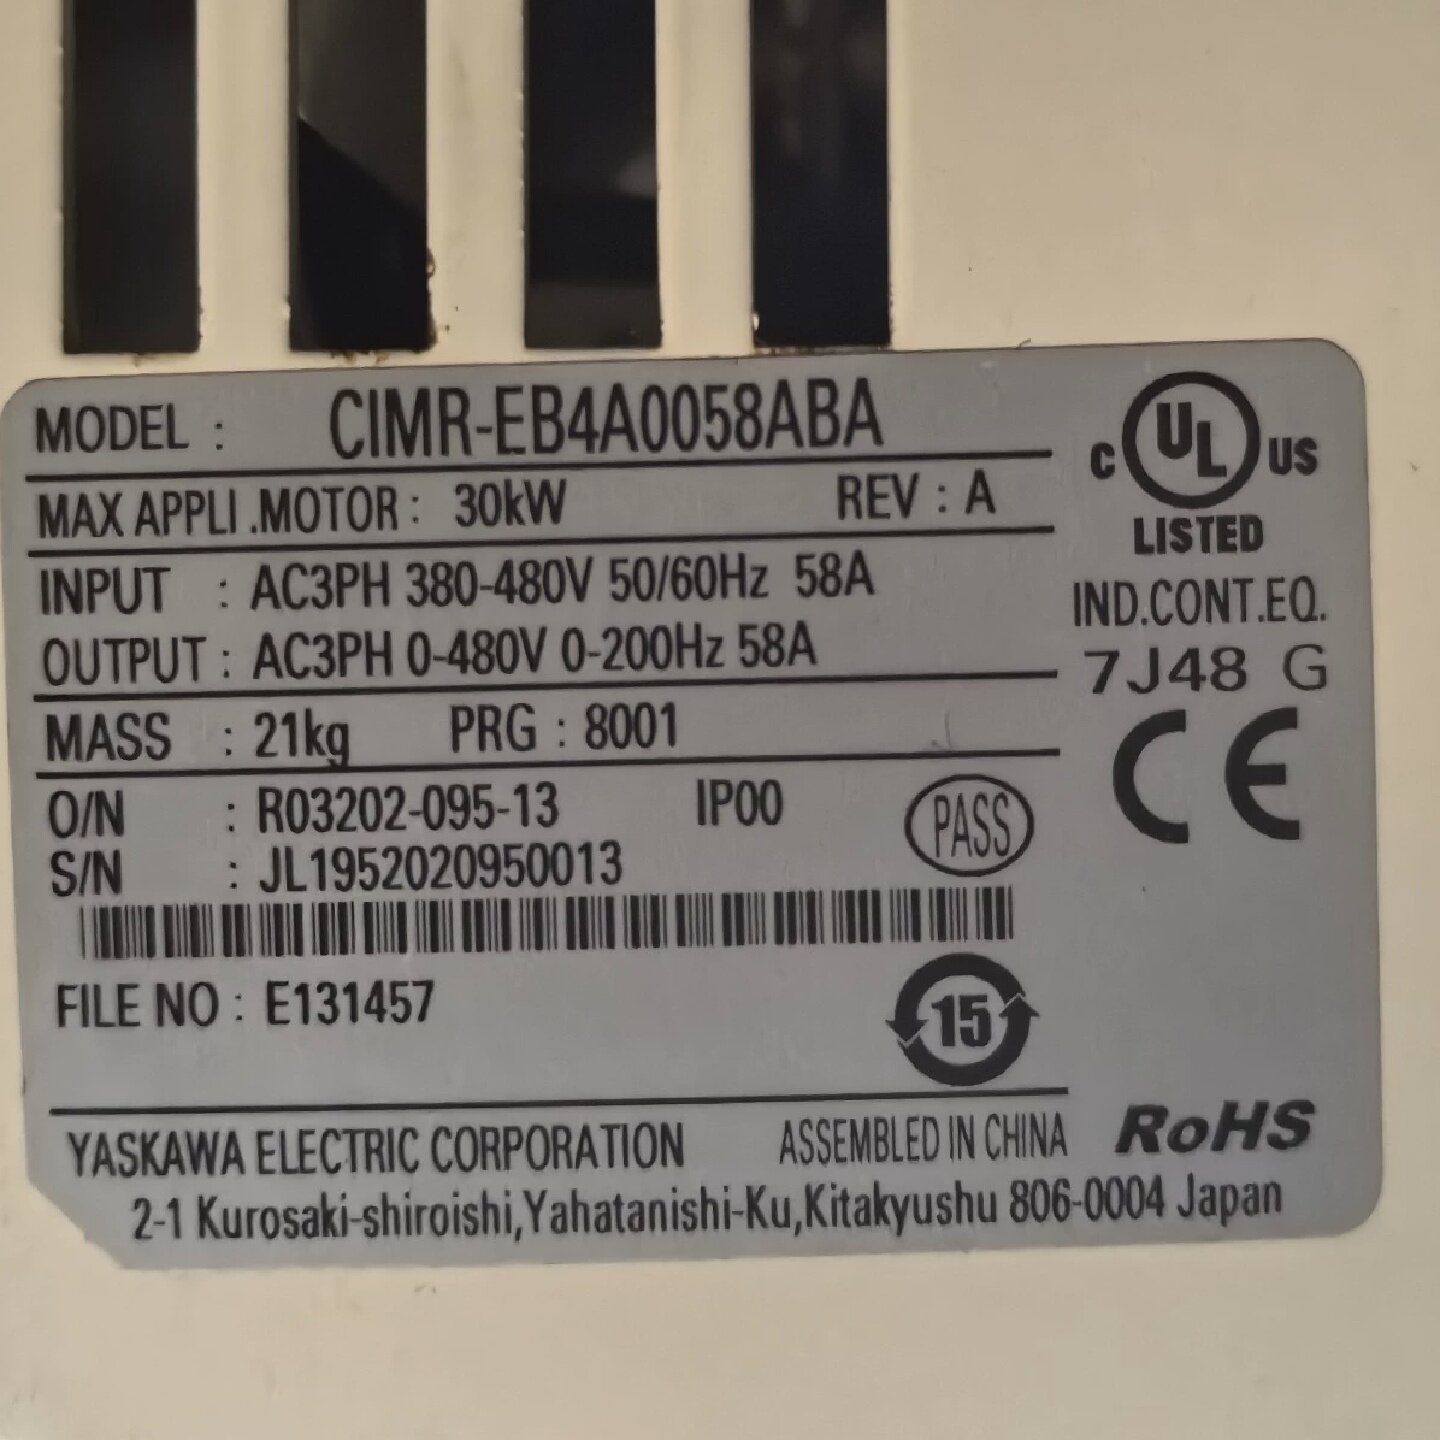 MODEL : CIMR-EB4A0058ABA
MAX APPLI .MOTOR : 30kW REV : A
INPUT : AC3PH 380-480V 50/60Hz 58A
OUTPUT : AC3PH 0-480V 0-200Hz 58A
MASS : 21kg PRG : 8001
O/N : R03202-095-13 IP00
S/N : JL1952020950013
PASS
FILE NO : E131457
15
C UL US
LISTED
IND.CONT.EQ.
7J48 G
CE
YASKAWA ELECTRIC CORPORATION ASSEMBLED IN CHINA RoHS
2-1 Kurosaki-shiroishi,Yahatanishi-Ku,Kitakyushu 806-0004 Japan